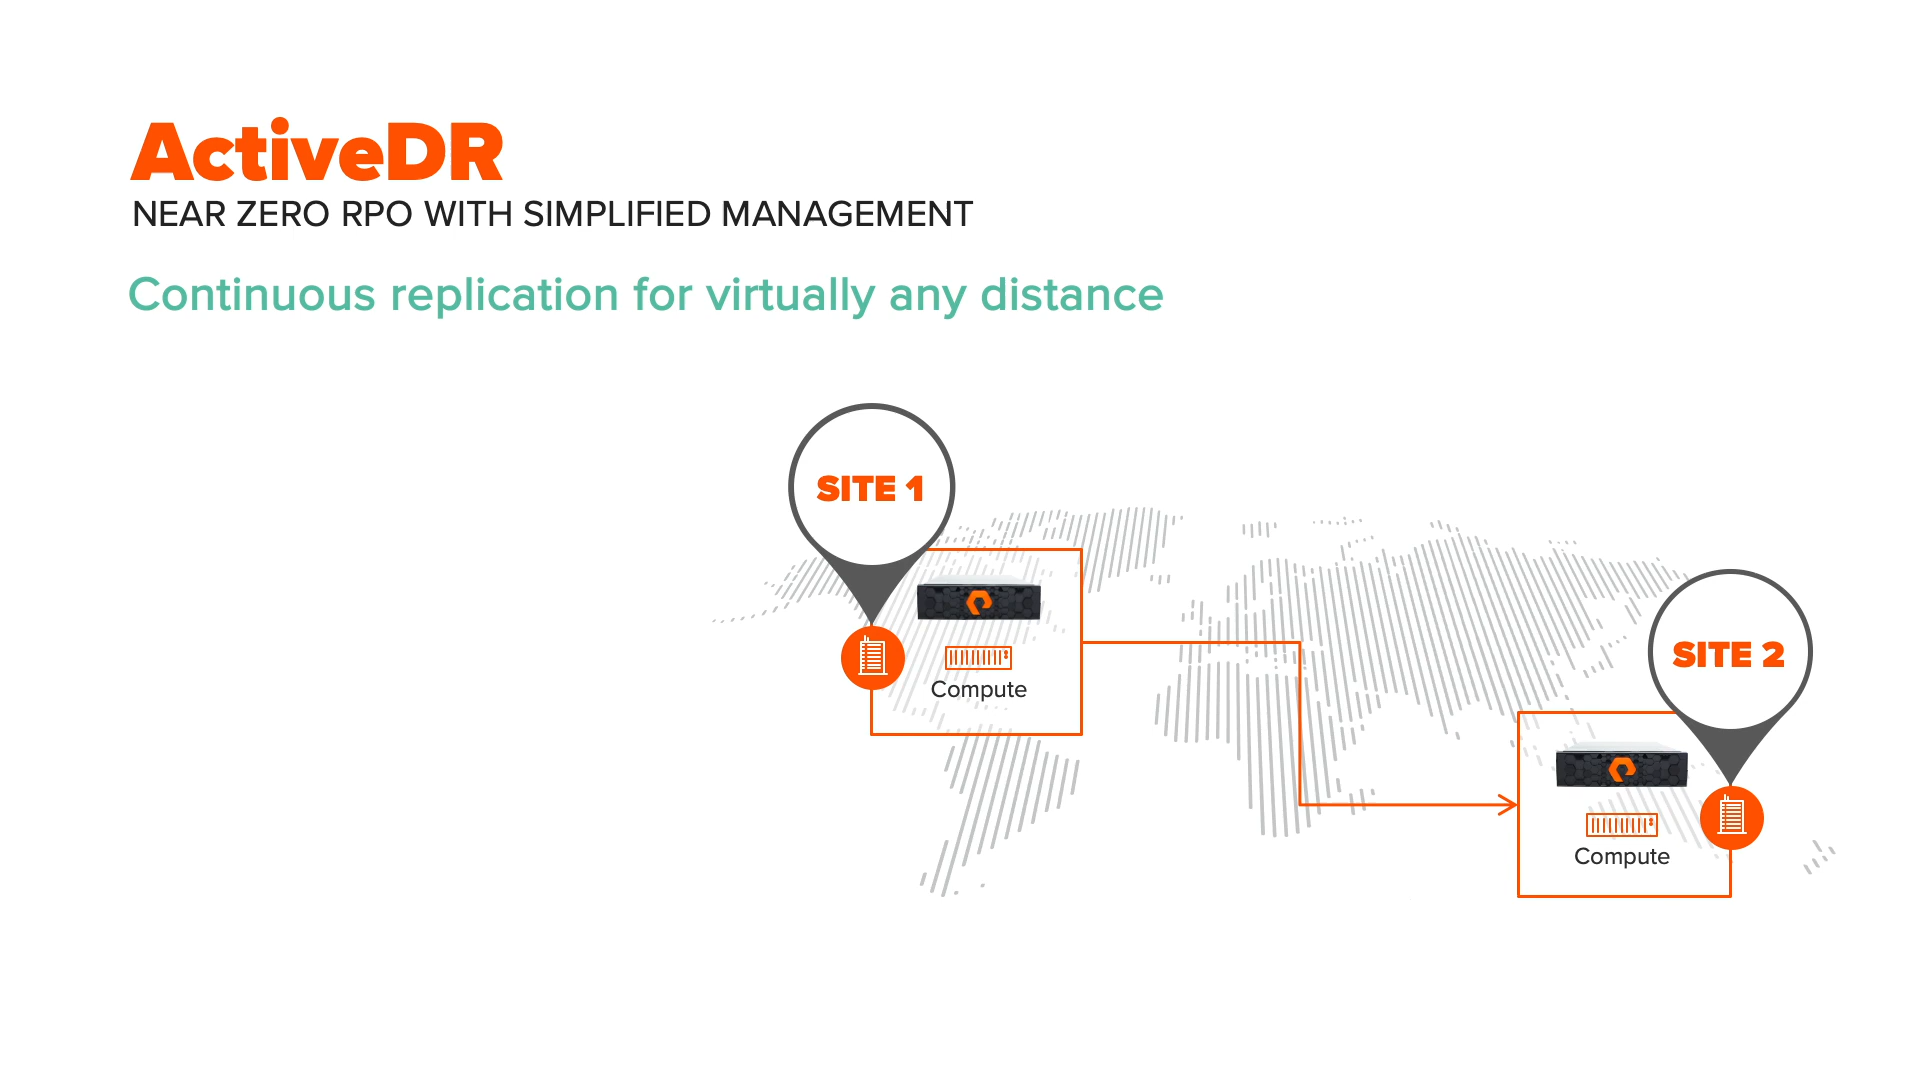 ActiveDR
NEAR ZERO RPO WITH SIMPLIFIED MANAGEMENT
Continuous replication for virtually any distance
SITE 1
Compute
SITE 2
Compute